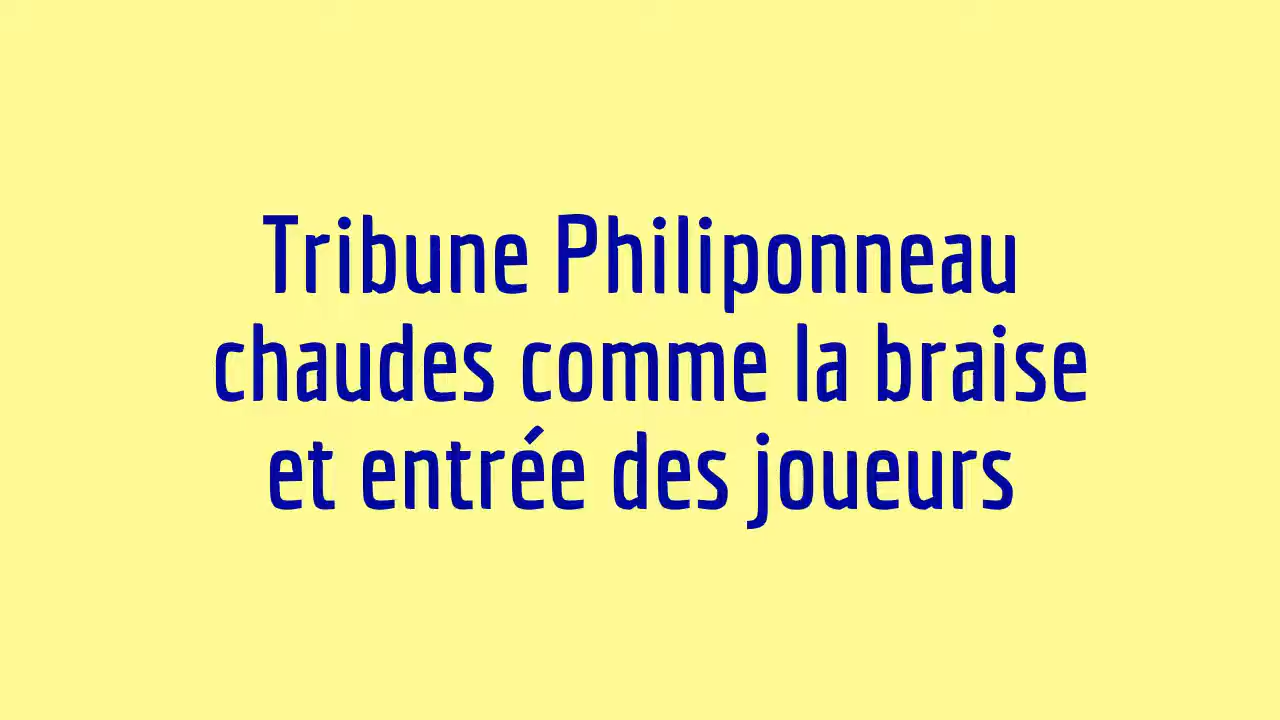 Tribune Philiponneau
chaudes comme la braise
et entrée des joueurs